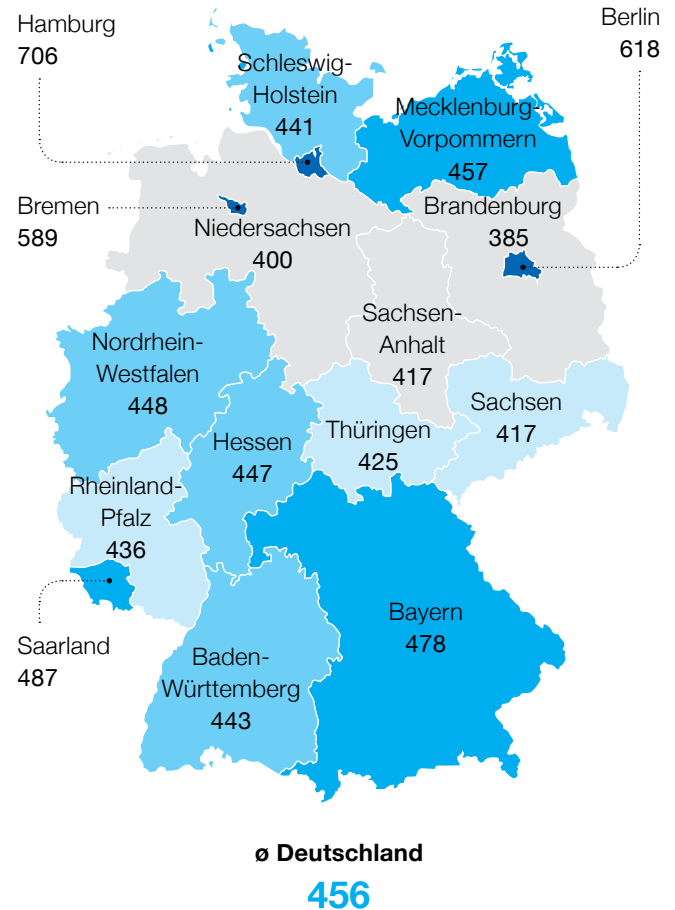 Hamburg
706
Berlin
618
Schleswig-
Holstein
441
Mecklenburg-
Vorpommern
457
Bremen
589
Niedersachsen
400
Brandenburg
385
Sachsen-
Anhalt
417
Nordrhein-
Westfalen
448
Sachsen
417
Thüringen
425
Hessen
447
Rheinland-
Pfalz
436
Saarland
487
Bayern
478
Baden-
Württemberg
443
ø Deutschland
456